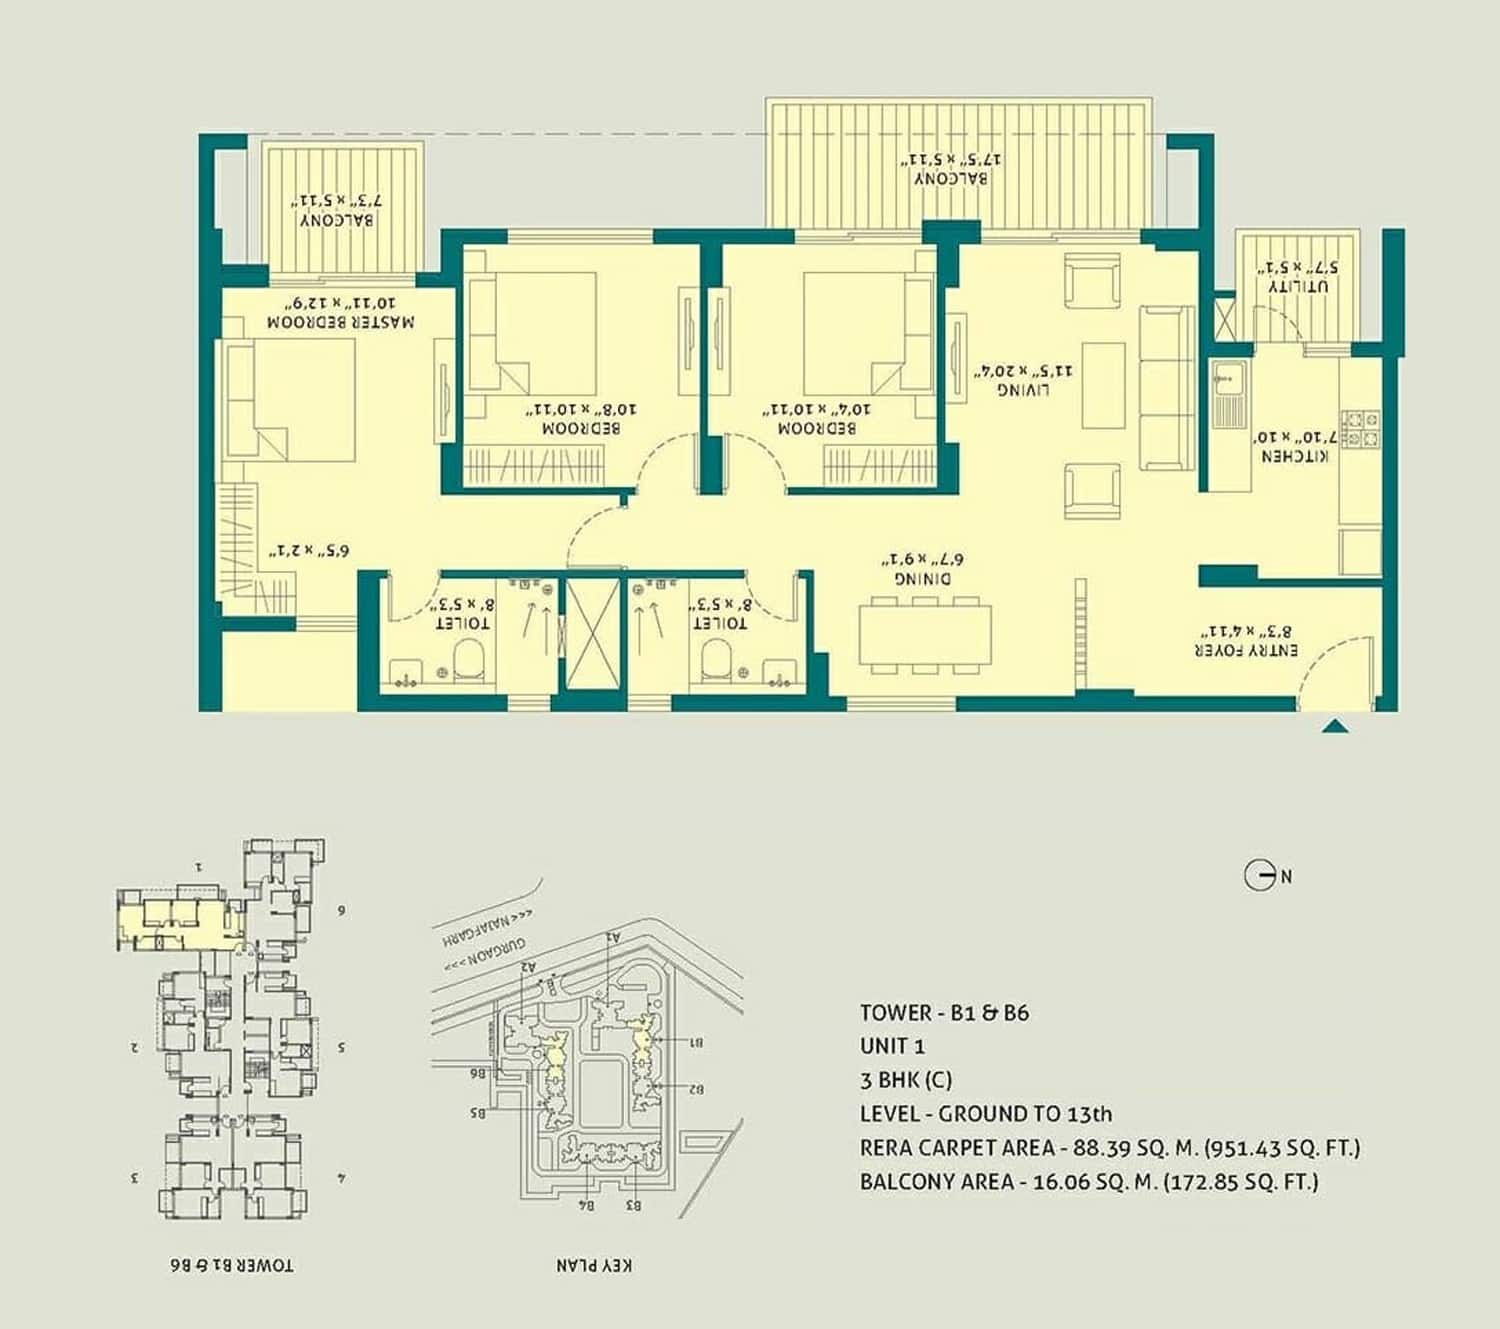 BALCONY
7'3" x 5'11"
BALCONY
17'5" x 5'11"
UTILITY
5'7" x 5'1"
MASTER BEDROOM
10'11" x 12'9"
BEDROOM
10'8" x 10'11"
BEDROOM
10'4" x 10'11"
LIVING
11'5" x 20'4"
KITCHEN
7'10" x 10'
6'5" x 2'1"
DINING
6'7" x 9'1"
TOILET
8' x 5'3"
TOILET
8' x 5'3"
ENTRY FOYER
8'3" x 4'11"
N
1
6
2
5
3
4
TOWER B1 & B6
<<< NAJAFGARH
GURGAON >>>
A1
A2
B1
B6
B2
B5
B4
B3
KEY PLAN
TOWER - B1 & B6
UNIT 1
3 BHK (C)
LEVEL - GROUND TO 13th
RERA CARPET AREA - 88.39 SQ. M. (951.43 SQ. FT.)
BALCONY AREA - 16.06 SQ. M. (172.85 SQ. FT.)